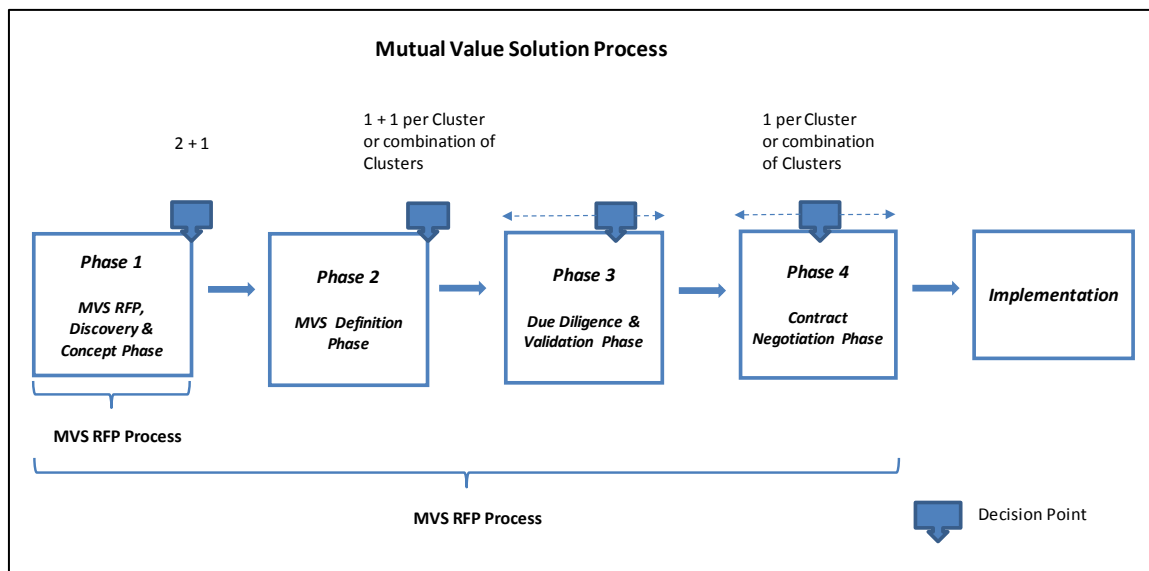 Mutual Value Solution Process
2 + 1
1 + 1 per Cluster
or combination of
Clusters
1 per Cluster
or combination
of Clusters
Phase 1
MVS RFP,
Discovery &
Concept Phase
Phase 2
MVS Definition
Phase
Phase 3
Due Diligence &
Validation Phase
Phase 4
Contract
Negotiation Phase
Implementation
MVS RFP Process
MVS RFP Process
Decision Point